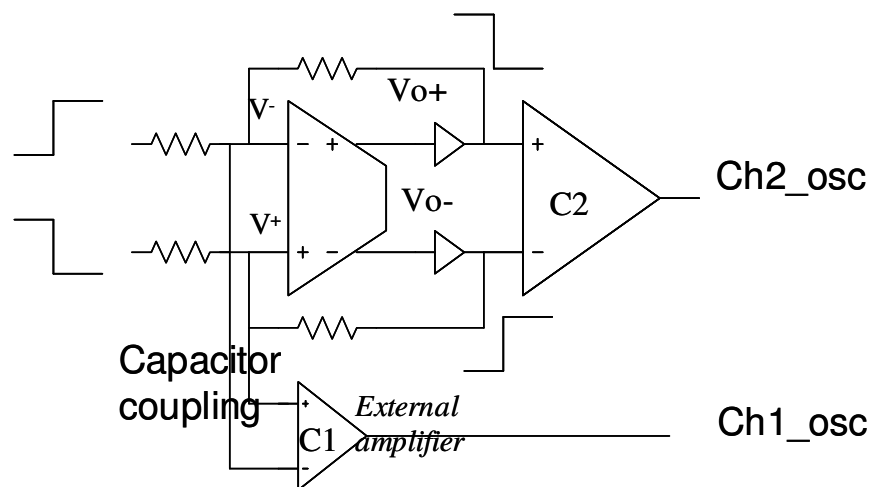 Vo+
V-
- +
+
Ch2_osc
C2
Vo-
V+
+ -
-
Capacitor
coupling
+
External
C1
amplifier
-
Ch1_osc